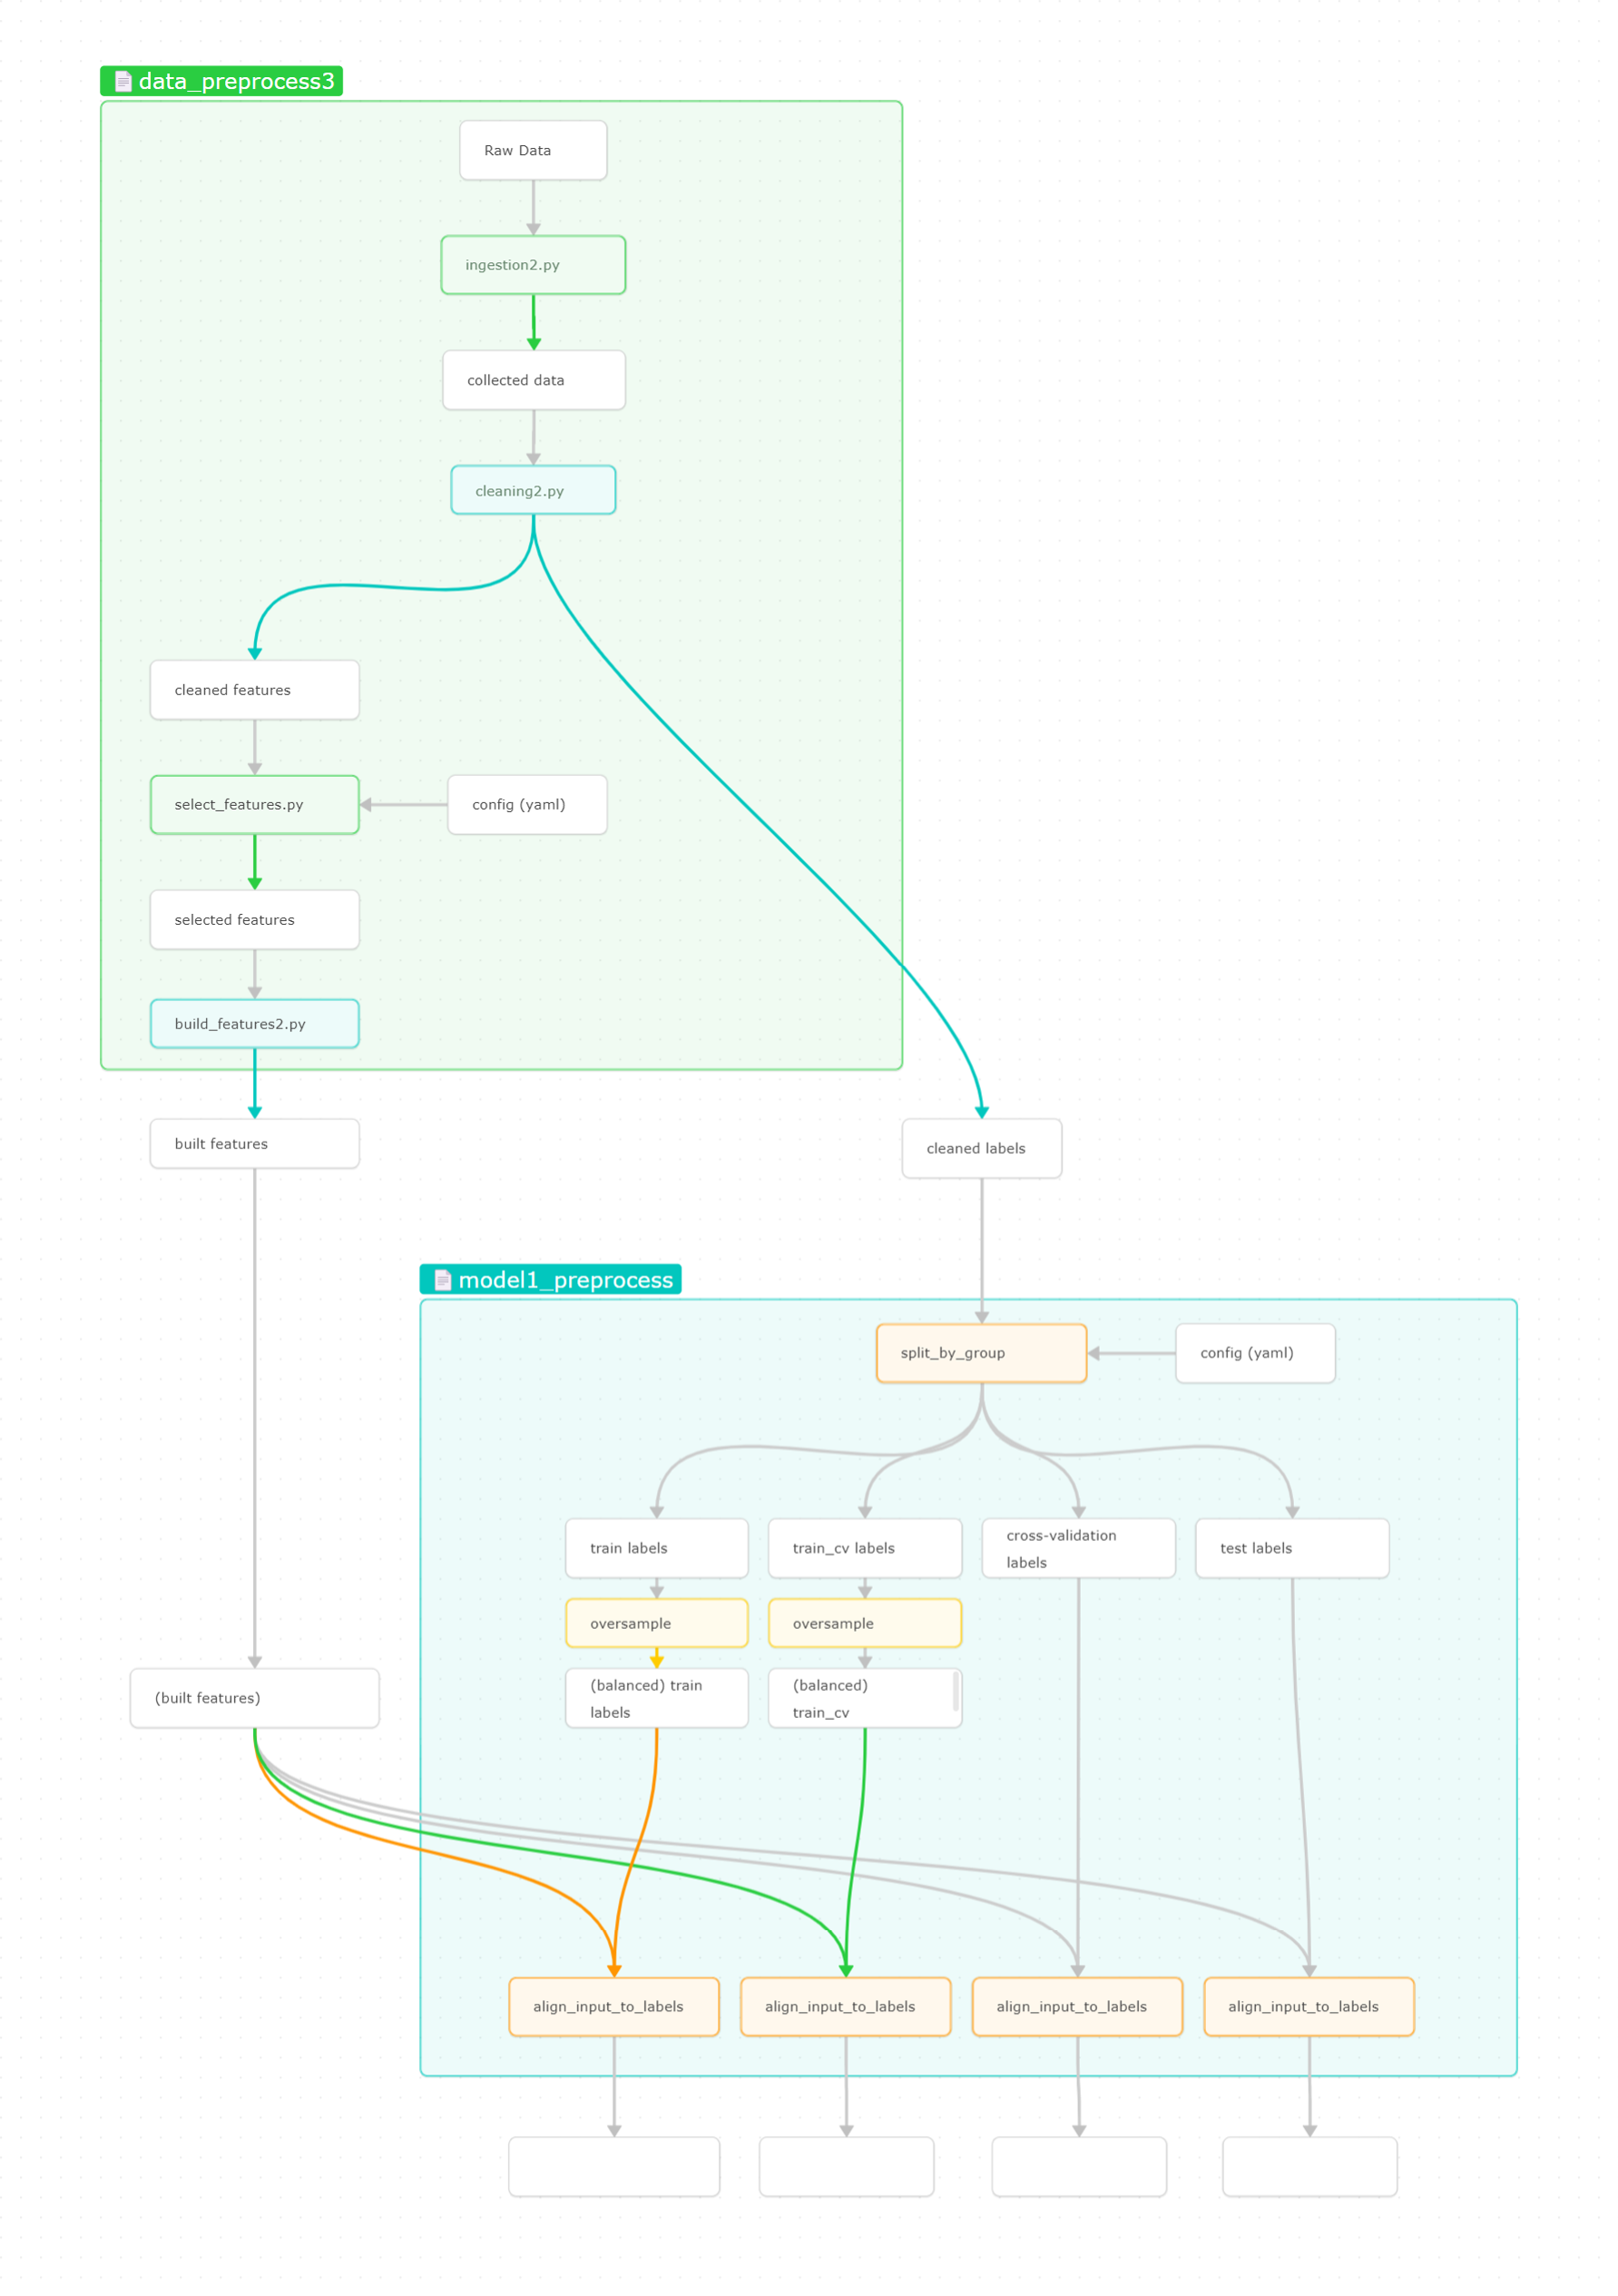 data_preprocess3
Raw Data
ingestion2.py
collected data
cleaning2.py
cleaned features
select_features.py
config (yaml)
selected features
build_features2.py
built features
cleaned labels
model1_preprocess
split_by_group
config (yaml)
train labels
train_cv labels
cross-validation
labels
test labels
oversample
oversample
(built features)
(balanced) train
labels
(balanced)
train_cv
align_input_to_labels
align_input_to_labels
align_input_to_labels
align_input_to_labels